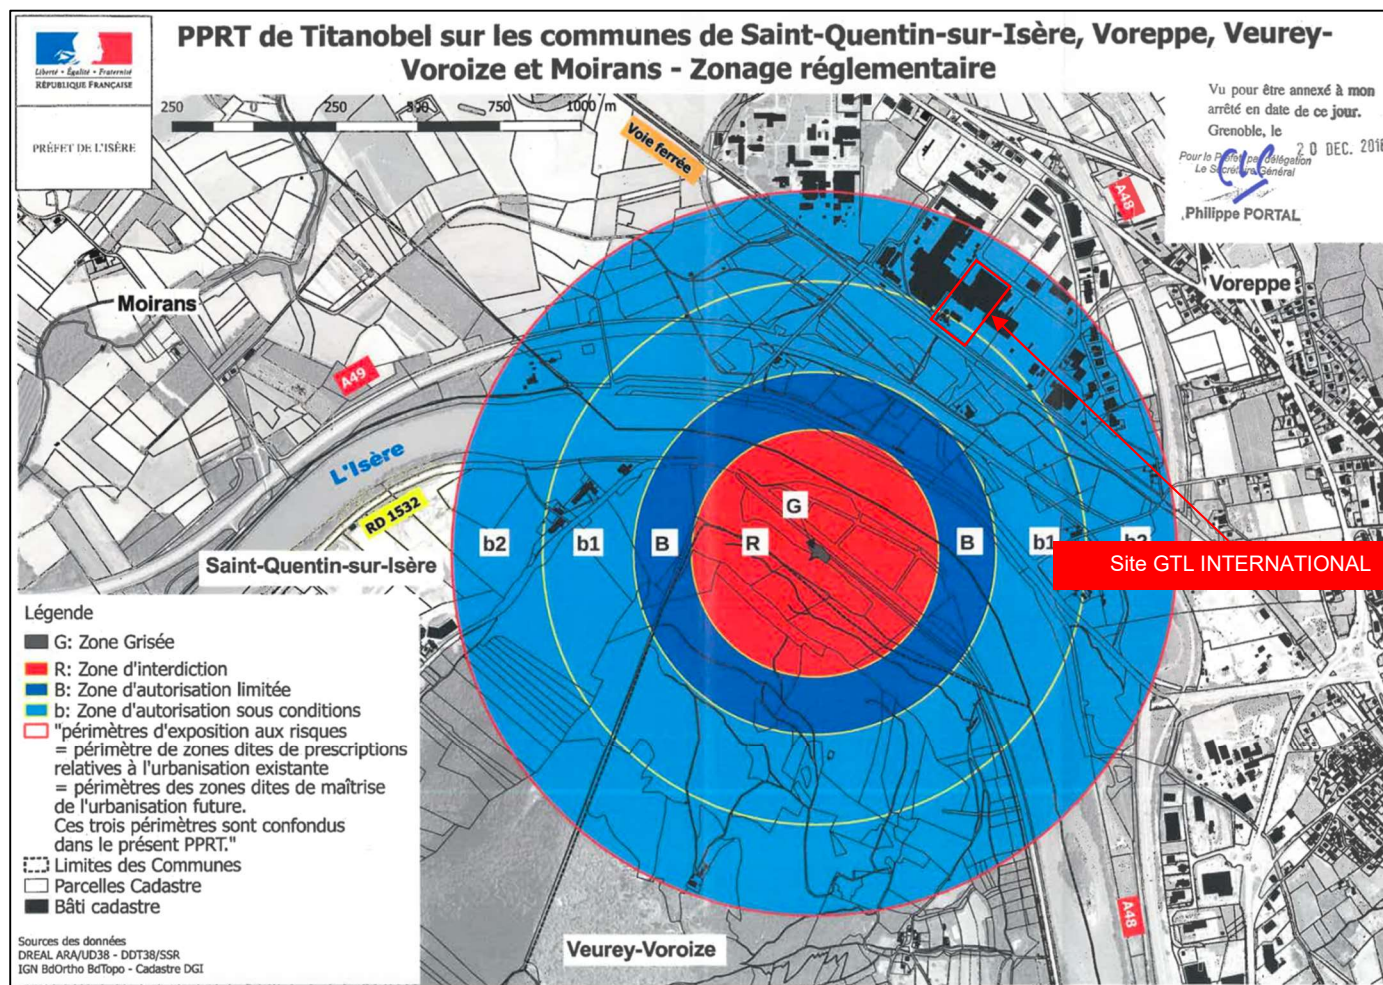 PPRT de Titanobel sur les communes de Saint-Quentin-sur-Isère, Voreppe, Veurey-
Voroize et Moirans - Zonage réglementaire
Liberté • Égalité • Fraternité
RÉPUBLIQUE FRANÇAISE
PRÉFET DE L'ISÈRE
250 0 250 500 750 1000 m
Vu pour être annexé à mon
arrêté en date de ce jour.
Grenoble, le
20 DEC. 2018
Pour le Préfet, par délégation
Le Secrétaire Général
Philippe PORTAL
Voie ferrée
A48
Voreppe
Moirans
A49
L'Isère
RD 1532
Saint-Quentin-sur-Isère
G
b2 b1 B R B b1 b2
Site GTL INTERNATIONAL
Légende
G: Zone Grisée
R: Zone d'interdiction
B: Zone d'autorisation limitée
b: Zone d'autorisation sous conditions
"périmètres d'exposition aux risques
= périmètre de zones dites de prescriptions
relatives à l'urbanisation existante
= périmètres des zones dites de maîtrise
de l'urbanisation future.
Ces trois périmètres sont confondus
dans le présent PPRT."
Limites des Communes
Parcelles Cadastre
Bâti cadastre
A48
Veurey-Voroize
Sources des données
DREAL ARA/UD38 - DDT38/SSR
IGN BdOrtho BdTopo - Cadastre DGI